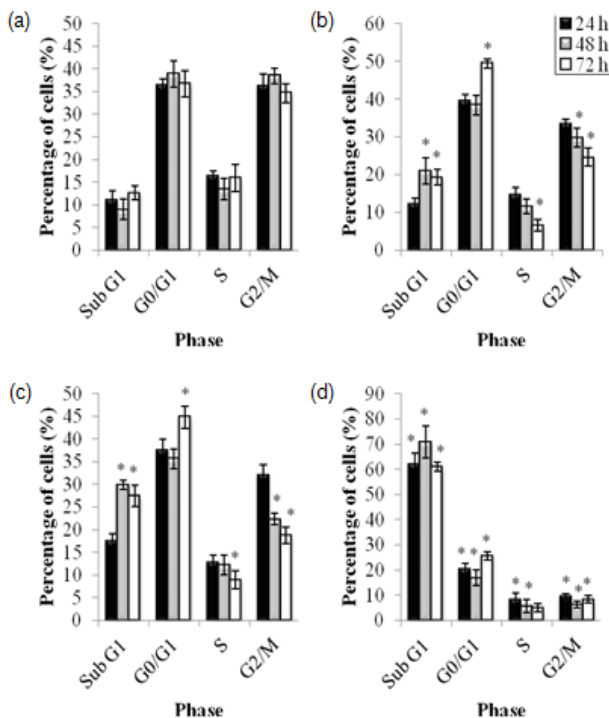 (a)
Percentage of cells (%)
50
45
40
35
30
25
20
15
10
5
0
Sub G1
G0/G1
S
G2/M
Phase
(b)
Percentage of cells (%)
60
50
40
30
20
10
0
*
*
*
*
*
*
Sub G1
G0/G1
S
G2/M
Phase
24 h
48 h
72 h
(c)
Percentage of cells (%)
50
45
40
35
30
25
20
15
10
5
0
*
*
*
*
*
*
Sub G1
G0/G1
S
G2/M
Phase
(d)
Percentage of cells (%)
90
80
70
60
50
40
30
20
10
0
*
*
*
*
*
*
*
*
*
*
*
Sub G1
G0/G1
S
G2/M
Phase